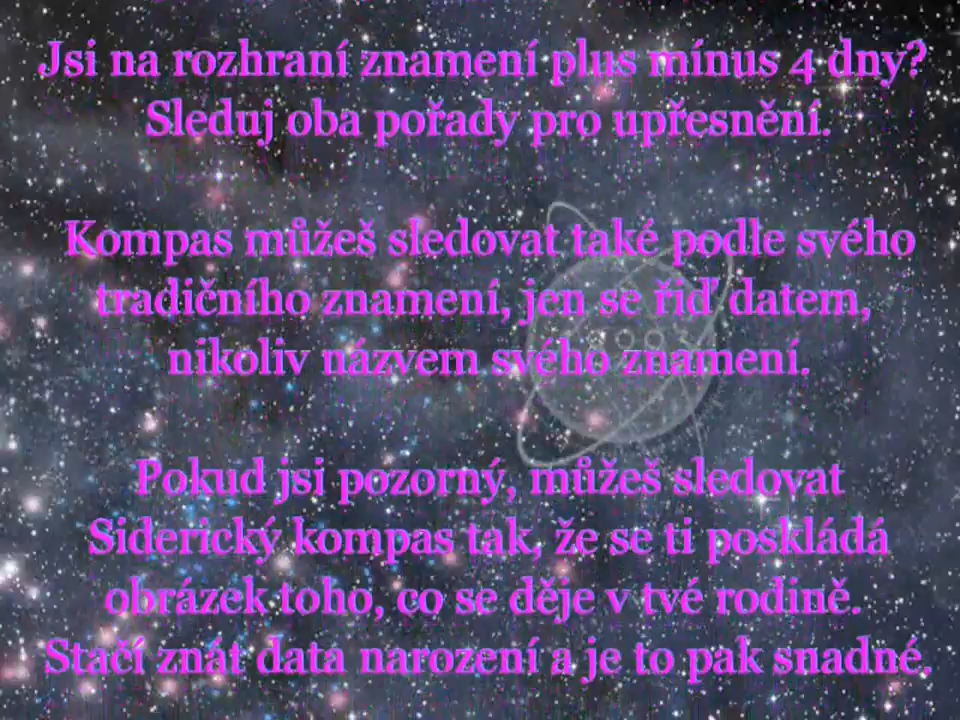 Jsi na rozhraní znamení plus mínus 4 dny?
Sleduj oba pořady pro upřesnění.
Kompas můžeš sledovat také podle svého
tradičního znamení, jen se řiď datem,
nikoliv názvem svého znamení.
Pokud jsi pozorný, můžeš sledovat
Siderický kompas tak, že se ti poskládá
obrázek toho, co se děje v tvé rodině.
Stačí znát data narození a je to pak snadné.